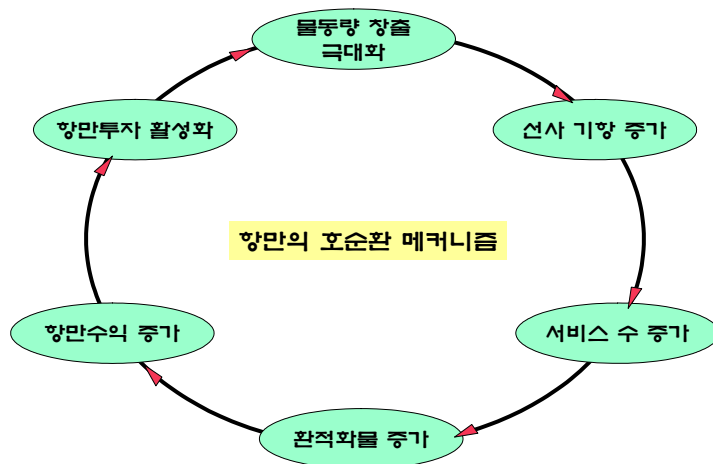 물동량 창출
극대화
항만투자 활성화
선사 기항 증가
항만의 호순환 메커니즘
항만수익 증가
서비스 수 증가
환적화물 증가